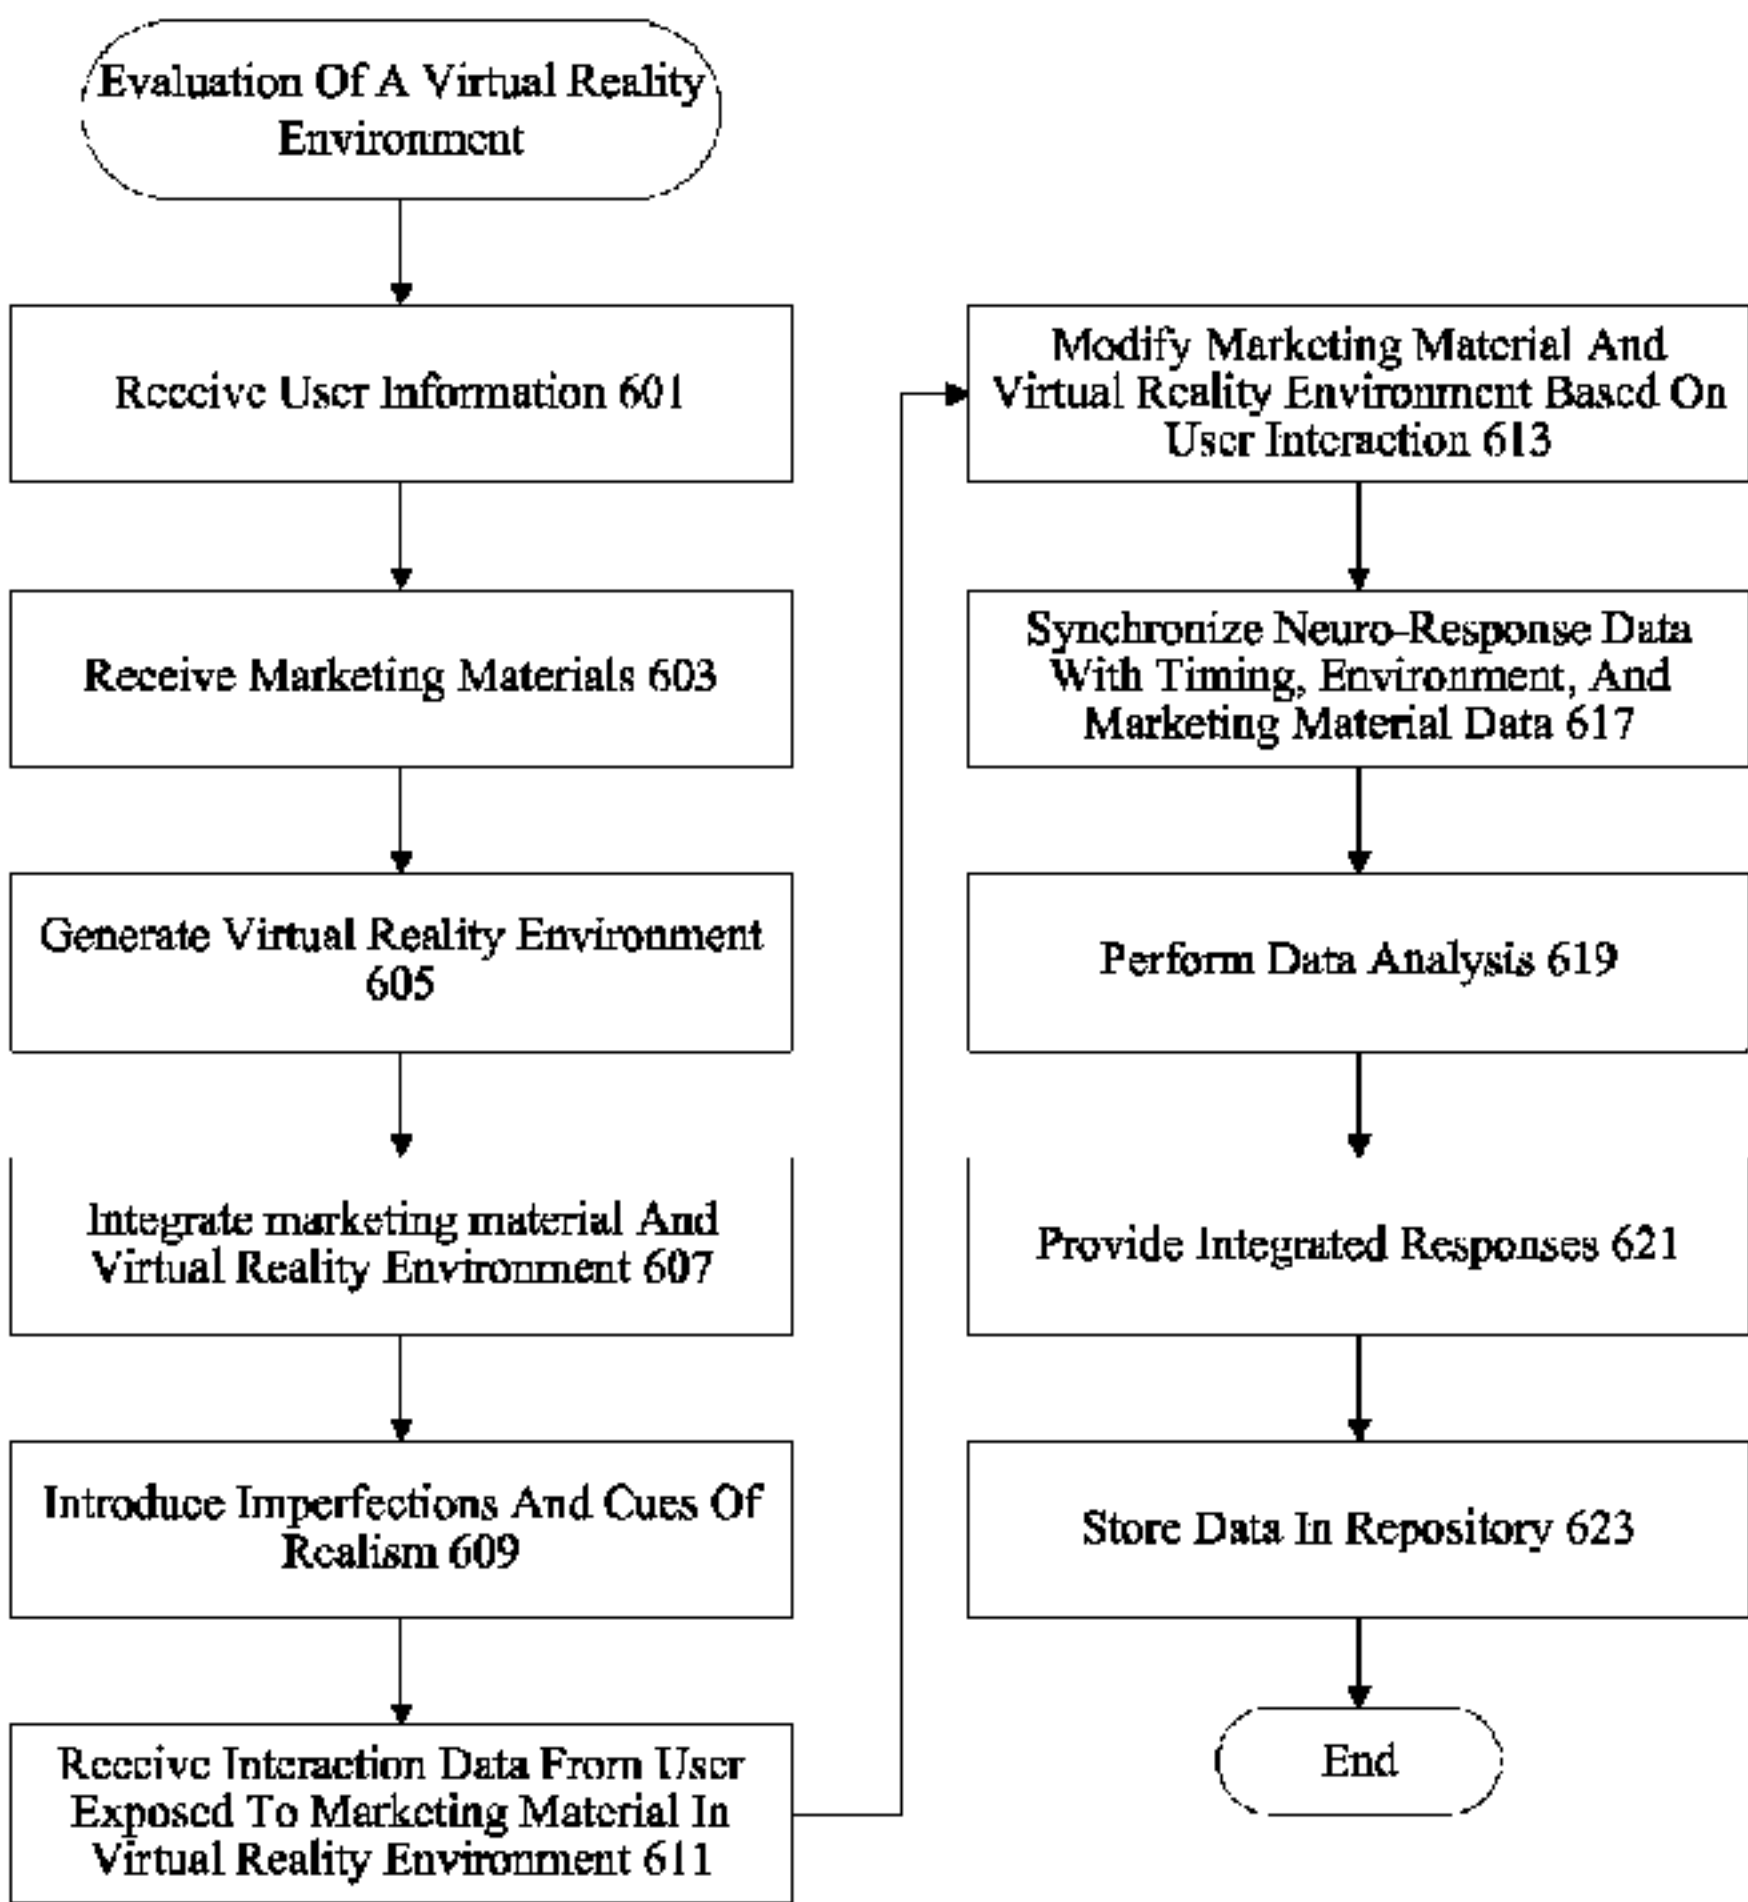 Evaluation Of A Virtual Reality
Environment
Receive User Information 601
Receive Marketing Materials 603
Generate Virtual Reality Environment
605
Integrate marketing material And
Virtual Reality Environment 607
Introduce Imperfections And Cues Of
Realism 609
Receive Interaction Data From User
Exposed To Marketing Material In
Virtual Reality Environment 611
Modify Marketing Material And
Virtual Reality Environment Based On
User Interaction 613
Synchronize Neuro-Response Data
With Timing, Environment, And
Marketing Material Data 617
Perform Data Analysis 619
Provide Integrated Responses 621
Store Data In Repository 623
End